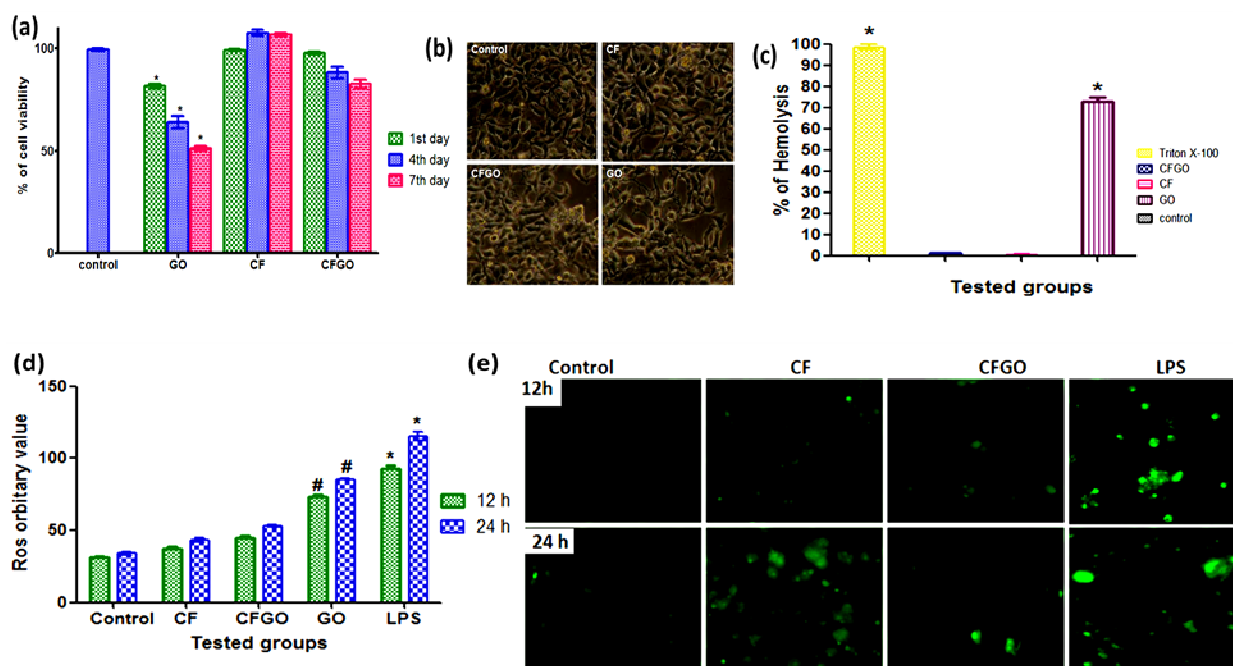 (a)
100
50
0
% of cell viability
*
*
*
control
GO
CF
CFGO
1st day
4th day
7th day
(b)
Control
CF
CFGO
GO
(c)
100
90
80
70
60
50
40
30
20
10
0
% of Hemolysis
*
*
Tested groups
Triton X-100
CFGO
CF
GO
control
(d)
150
100
50
0
Ros orbitary value
#
#
*
*
Control
CF
CFGO
GO
LPS
Tested groups
12 h
24 h
(e)
Control
CF
CFGO
LPS
12h
24 h